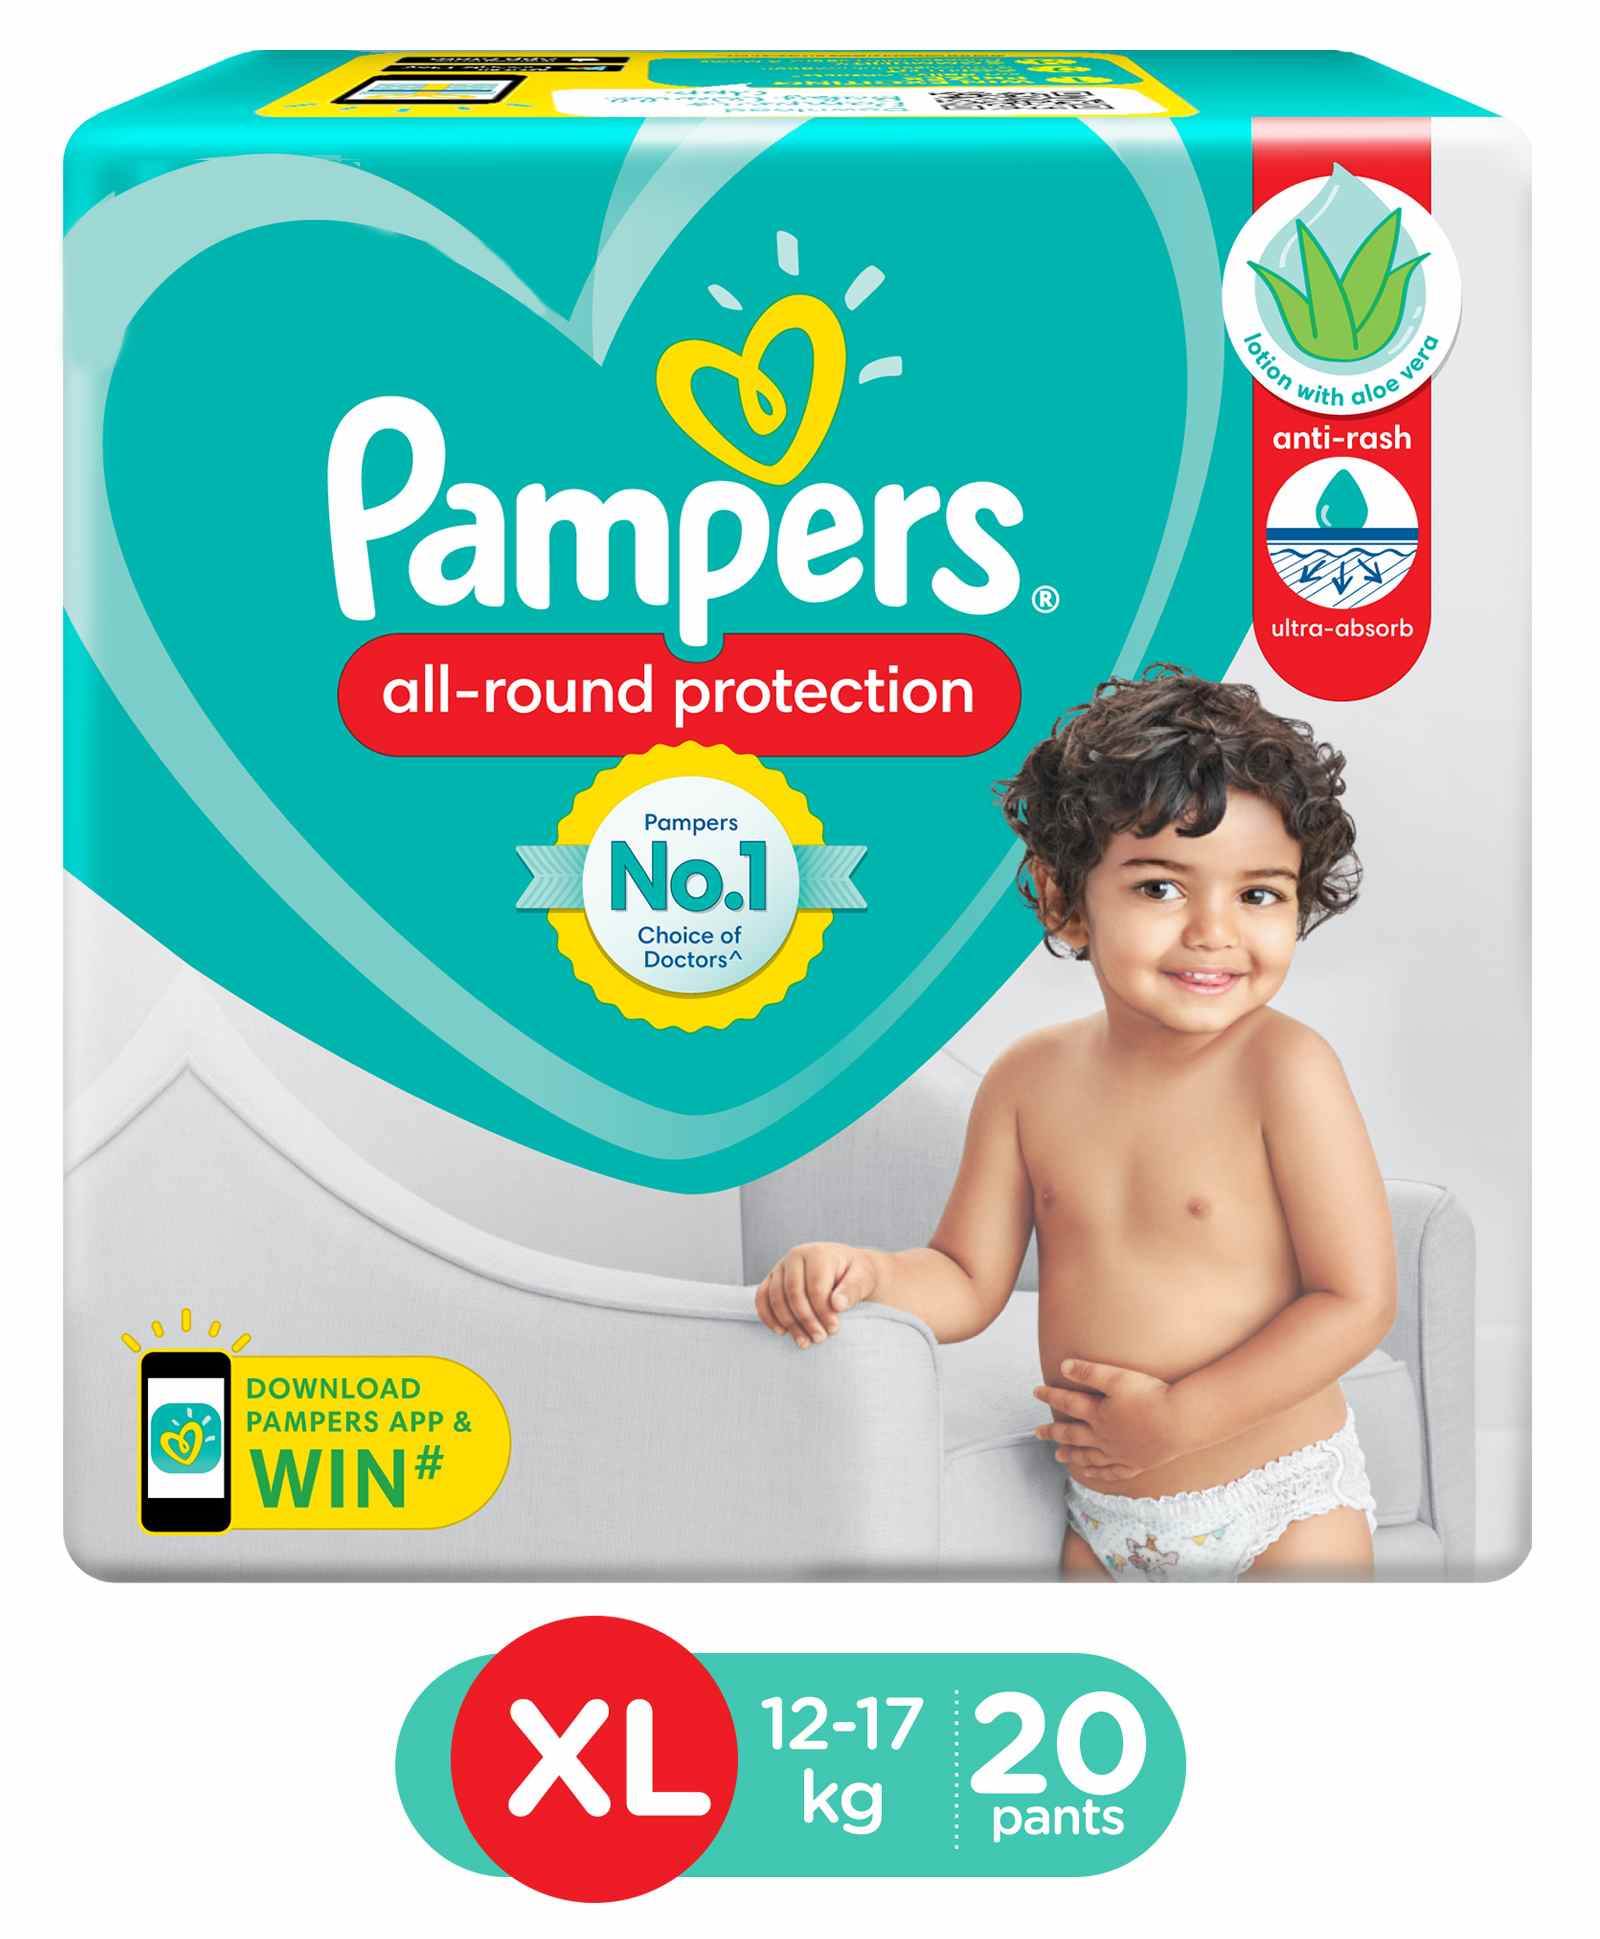 Pampers®
all-round protection
Pampers
No.1
Choice of
Doctors^
lotion with aloe vera
anti-rash
ultra-absorb
DOWNLOAD
PAMPERS APP &
WIN#
XL
12-17
kg
20
pants